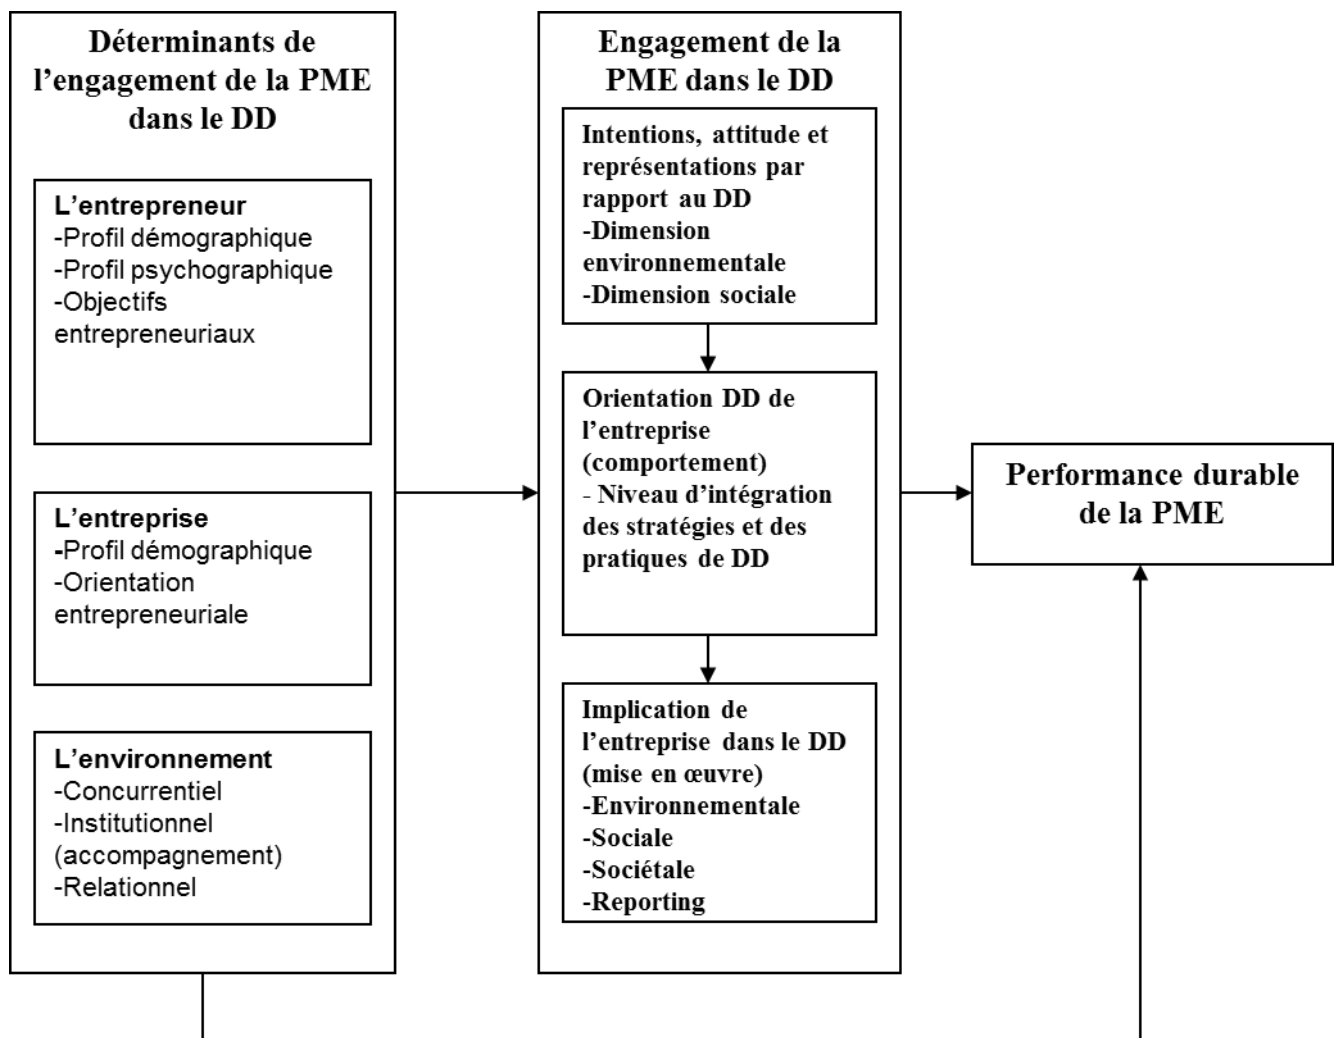 Déterminants de
l’engagement de la PME
dans le DD
L’entrepreneur
-Profil démographique
-Profil psychographique
-Objectifs
entrepreneuriaux
L’entreprise
-Profil démographique
-Orientation
entrepreneuriale
L’environnement
-Concurrentiel
-Institutionnel
(accompagnement)
-Relationnel
Engagement de la
PME dans le DD
Intentions, attitude et
représentations par
rapport au DD
-Dimension
environnementale
-Dimension sociale
Orientation DD de
l’entreprise
(comportement)
- Niveau d’intégration
des stratégies et des
pratiques de DD
Implication de
l’entreprise dans le DD
(mise en œuvre)
-Environnementale
-Sociale
-Sociétale
-Reporting
Performance durable
de la PME